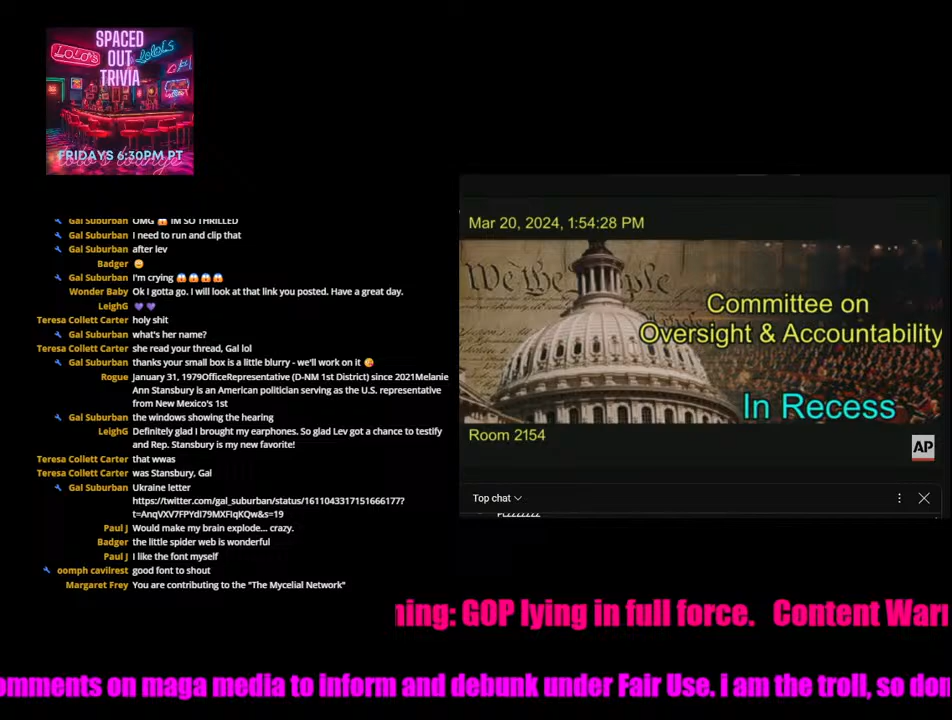 SPACED
OUT
TRIVIA
LOLO'S
lolo's
FRIDAYS 6:30PM PT
lolo's lounge
Gal Suburban OMG 😱 IM SO THRILLED
Gal Suburban I need to run and clip that
Gal Suburban after lev
Badger 😄
Gal Suburban I'm crying 😱😱😱😱
Wonder Baby Ok I gotta go. I will look at that link you posted. Have a great day.
LeighG 💜💜
Teresa Collett Carter holy shit
Gal Suburban what's her name?
Teresa Collett Carter she read your thread, Gal lol
Gal Suburban thanks your small box is a little blurry - we'll work on it 😘
Rogue January 31, 1979OfficeRepresentative (D-NM 1st District) since 2021Melanie
Ann Stansbury is an American politician serving as the U.S. representative
from New Mexico's 1st
Gal Suburban the windows showing the hearing
LeighG Definitely glad I brought my earphones. So glad Lev got a chance to testify
and Rep. Stansbury is my new favorite!
Teresa Collett Carter that wwas
Teresa Collett Carter was Stansbury, Gal
Gal Suburban Ukraine letter
https://twitter.com/gal_suburban/status/1611043317151666177?
t=AnqVXV7FPYdI79MXFiqKQw&s=19
Paul J Would make my brain explode... crazy.
Badger the little spider web is wonderful
Paul J I like the font myself
oomph cavilrest good font to shout
Margaret Frey You are contributing to the "The Mycelial Network"
Mar 20, 2024, 1:54:28 PM
We the People
Committee on
Oversight & Accountability
In Recess
Room 2154
AP
Top chat
ning: GOP lying in full force. Content Warn
omments on maga media to inform and debunk under Fair Use. i am the troll, so don